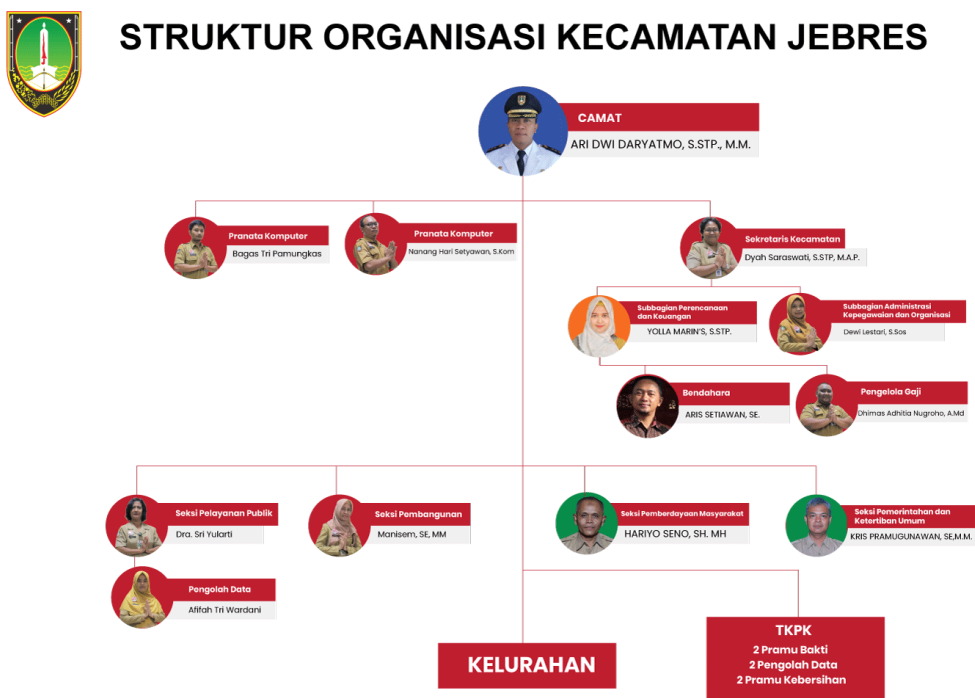 STRUKTUR ORGANISASI KECAMATAN JEBRES
CAMAT
ARI DWI DARYATMO, S.STP., M.M.
Pranata Komputer
Bagas Tri Pamungkas
Pranata Komputer
Nanang Hari Setyawan, S.Kom
Sekretaris Kecamatan
Dyah Saraswati, S.STP, M.A.P.
Subbagian Perencanaan
dan Keuangan
YOLLA MARIN'S, S.STP.
Subbagian Administrasi
Kepegawaian dan Organisasi
Dewi Lestari, S.Sos
Bendahara
ARIS SETIAWAN, SE.
Pengelola Gaji
Dhimas Adhitia Nugroho, A.Md
Seksi Pelayanan Publik
Dra. Sri Yularti
Seksi Pembangunan
Manisem, SE, MM
Seksi Pemberdayaan Masyarakat
HARIYO SENO, SH. MH
Seksi Pemerintahan dan
Ketertiban Umum
KRIS PRAMUGUNAWAN, SE,M.M.
Pengolah Data
Afifah Tri Wardani
KELURAHAN
TKPK
2 Pramu Bakti
2 Pengolah Data
2 Pramu Kebersihan